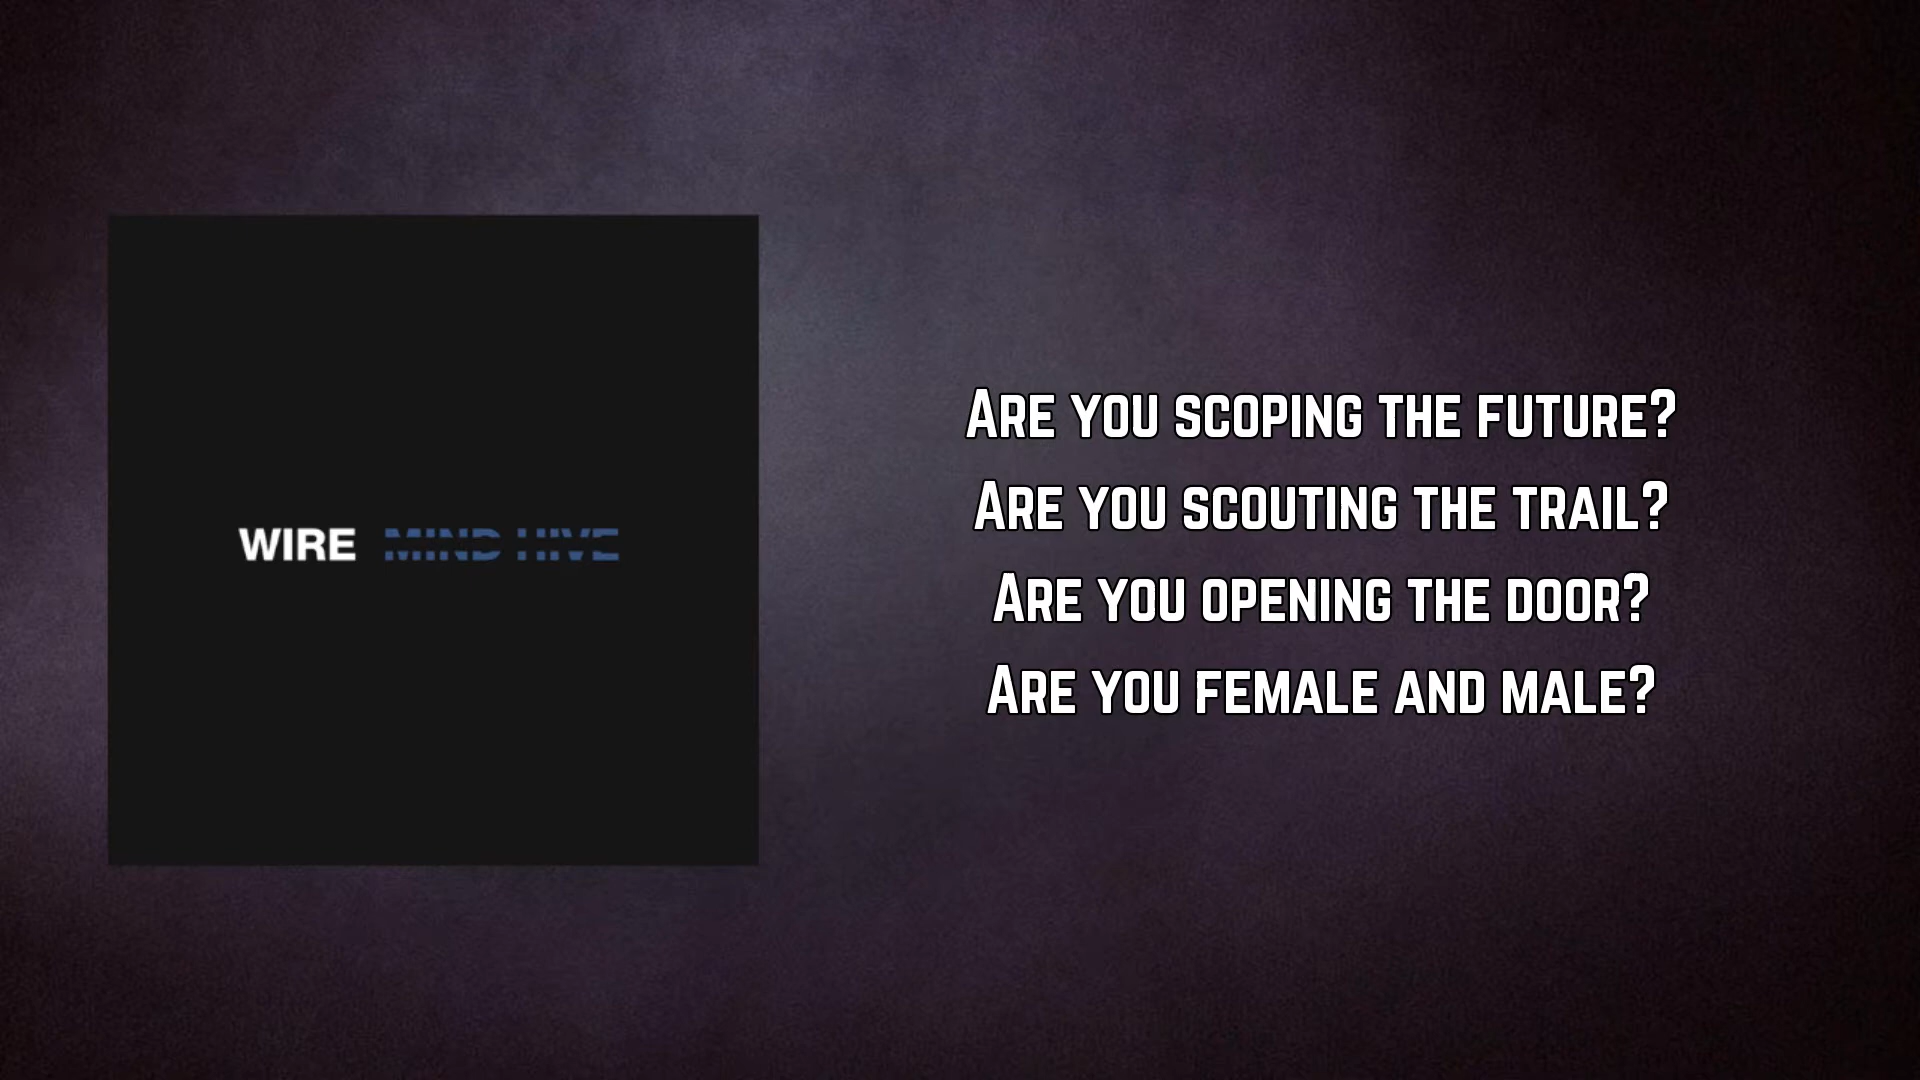 WIRE MIND HIVE
Are you scoping the future?
Are you scouting the trail?
Are you opening the door?
Are you female and male?